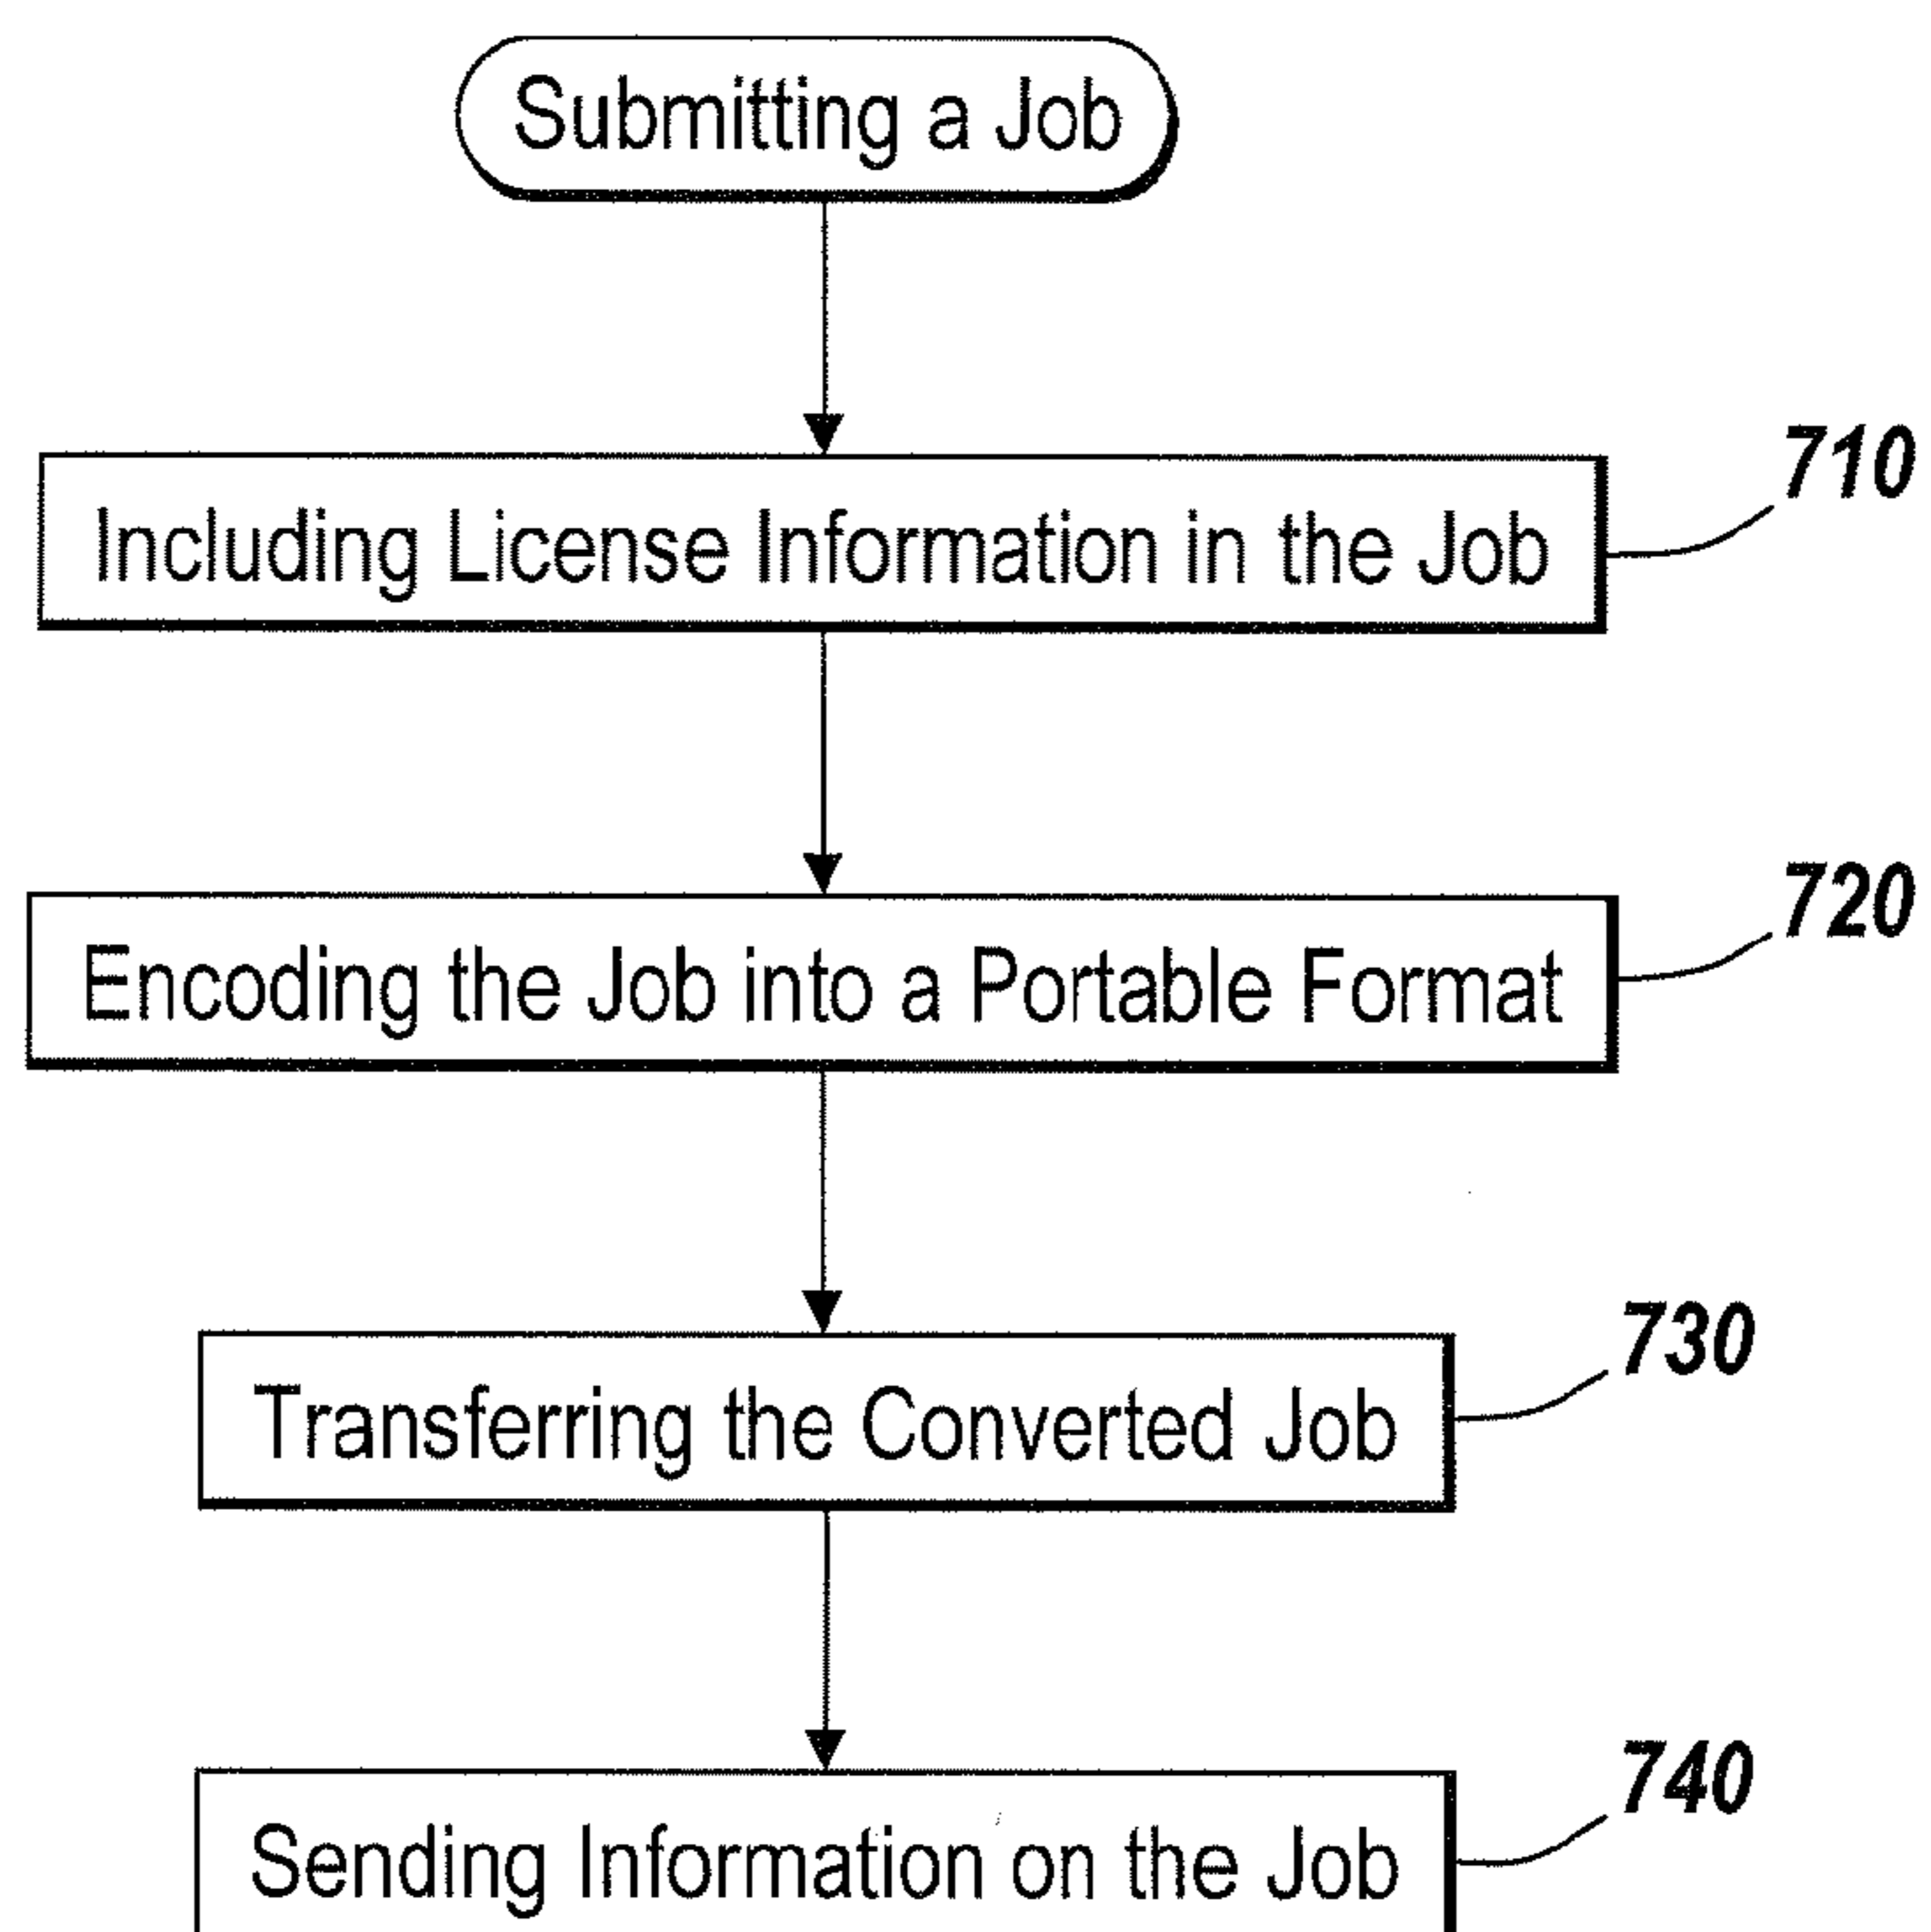 Submitting a Job
710
Including License Information in the Job
720
Encoding the Job into a Portable Format
730
Transferring the Converted Job
740
Sending Information on the Job